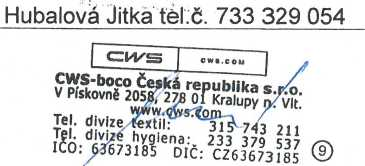 Hubalová Jitka tel.č. 733 329 054
CWS cws.com
CWS-boco Česká republika s.r.o.
V Pískovně 2058, 278 01 Kralupy n. Vlt.
www.cws.com
Tel. divize textil: 315 743 211
Tel. divize hygiena: 233 379 537
IČO: 63673185 DIČ: CZ63673185 9